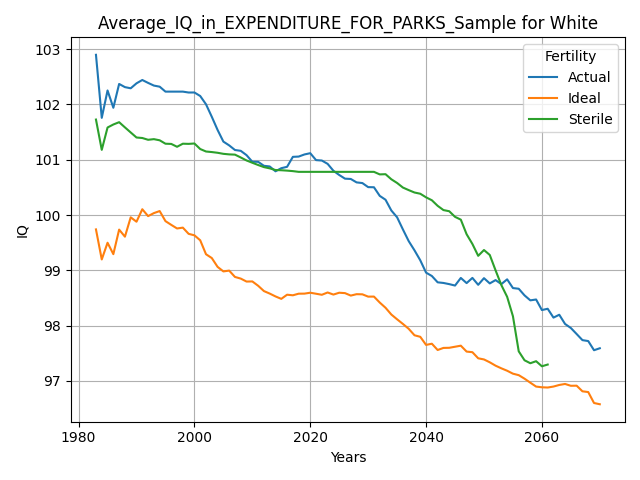 Average_IQ_in_EXPENDITURE_FOR_PARKS_Sample for White
Fertility
Actual
Ideal
Sterile
103
102
101
100
99
98
97
IQ
1980
2000
2020
2040
2060
Years